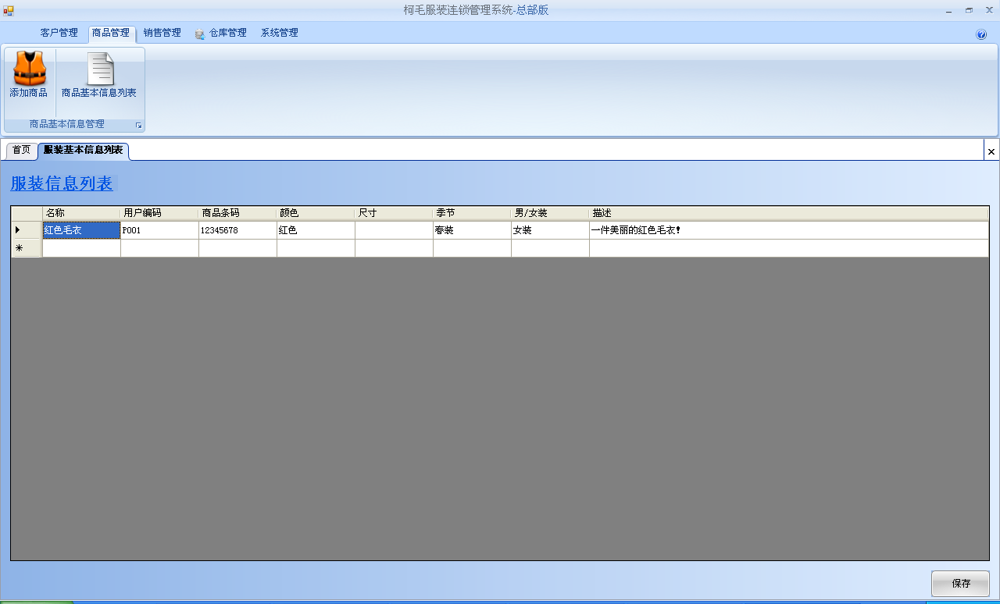 柯毛服装连锁管理系统-总部版
客户管理 商品管理 销售管理 仓库管理 系统管理
添加商品 商品基本信息列表
商品基本信息管理
首页 服装基本信息列表
服装信息列表
名称 用户编码 商品条码 颜色 尺寸 季节 男/女装 描述
红色毛衣 P001 12345678 红色 春装 女装 一件美丽的红色毛衣!
保存